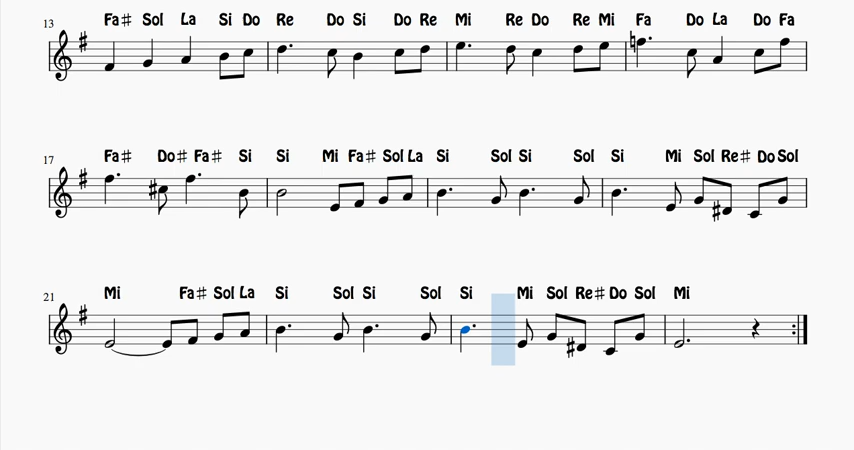 13 Fa♯ Sol La Si Do Re Do Si Do Re Mi Re Do Re Mi Fa Do La Do Fa
17 Fa♯ Do♯ Fa♯ Si Si Mi Fa♯ Sol La Si Sol Si Sol Si Mi Sol Re♯ Do Sol
21 Mi Fa♯ Sol La Si Sol Si Sol Si Mi Sol Re♯ Do Sol Mi